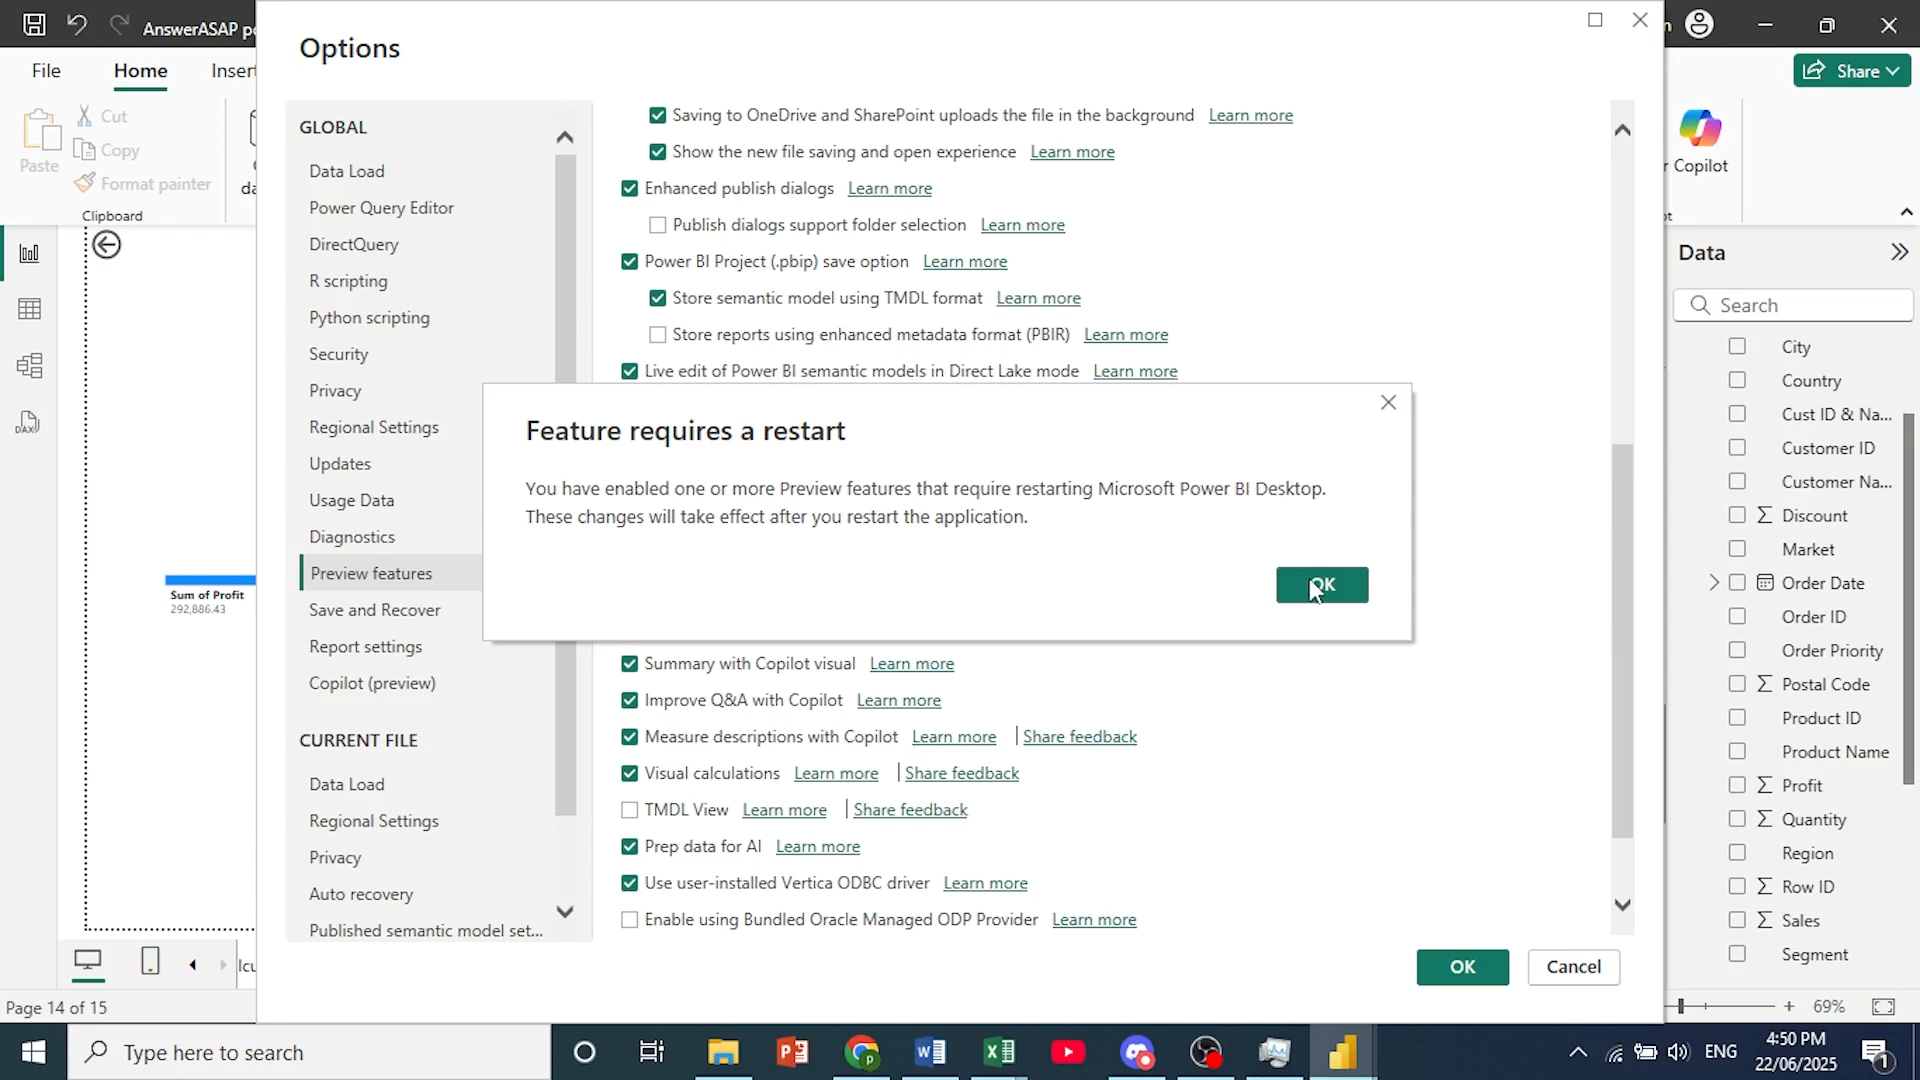 AnswerASAP po
File
Home
Insert
Share
Paste
Cut
Copy
Format painter
Clipboard
Copilot
Options
GLOBAL
Data Load
Power Query Editor
DirectQuery
R scripting
Python scripting
Security
Privacy
Regional Settings
Updates
Usage Data
Diagnostics
Preview features
Save and Recover
Report settings
Copilot (preview)
CURRENT FILE
Data Load
Regional Settings
Privacy
Auto recovery
Published semantic model set...
Saving to OneDrive and SharePoint uploads the file in the background Learn more
Show the new file saving and open experience Learn more
Enhanced publish dialogs Learn more
Publish dialogs support folder selection Learn more
Power BI Project (.pbip) save option Learn more
Store semantic model using TMDL format Learn more
Store reports using enhanced metadata format (PBIR) Learn more
Live edit of Power BI semantic models in Direct Lake mode Learn more
Feature requires a restart
You have enabled one or more Preview features that require restarting Microsoft Power BI Desktop.
These changes will take effect after you restart the application.
OK
Summary with Copilot visual Learn more
Improve Q&A with Copilot Learn more
Measure descriptions with Copilot Learn more | Share feedback
Visual calculations Learn more | Share feedback
TMDL View Learn more | Share feedback
Prep data for AI Learn more
Use user-installed Vertica ODBC driver Learn more
Enable using Bundled Oracle Managed ODP Provider Learn more
OK
Cancel
Sum of Profit
292,886.43
DAX
Data
Search
City
Country
Cust ID & Na...
Customer ID
Customer Na...
Discount
Market
Order Date
Order ID
Order Priority
Postal Code
Product ID
Product Name
Profit
Quantity
Region
Row ID
Sales
Segment
Page 14 of 15
69%
Type here to search
ENG
4:50 PM
22/06/2025
1